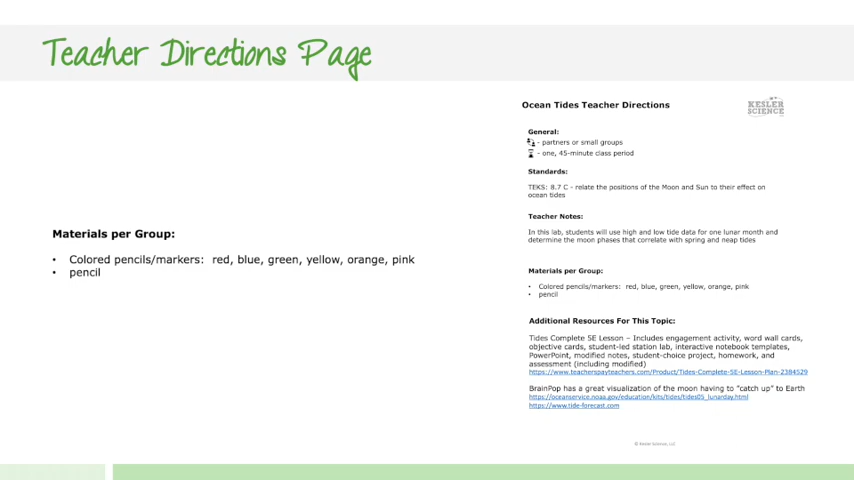 Teacher Directions Page
Materials per Group:
• Colored pencils/markers: red, blue, green, yellow, orange, pink
• pencil
Ocean Tides Teacher Directions
KESLER
SCIENCE
General:
- partners or small groups
- one, 45-minute class period
Standards:
TEKS: 8.7 C - relate the positions of the Moon and Sun to their effect on
ocean tides
Teacher Notes:
In this lab, students will use high and low tide data for one lunar month and
determine the moon phases that correlate with spring and neap tides
Materials per Group:
• Colored pencils/markers: red, blue, green, yellow, orange, pink
• pencil
Additional Resources For This Topic:
Tides Complete 5E Lesson – Includes engagement activity, word wall cards,
objective cards, student-led station lab, interactive notebook templates,
PowerPoint, modified notes, student-choice project, homework, and
assessment (including modified)
https://www.teacherspayteachers.com/Product/Tides-Complete-5E-Lesson-Plan-2384529
BrainPop has a great visualization of the moon having to "catch up" to Earth
https://oceanservice.noaa.gov/education/kits/tides/tides05_lunarday.html
https://www.tide-forecast.com
© Kesler Science, LLC